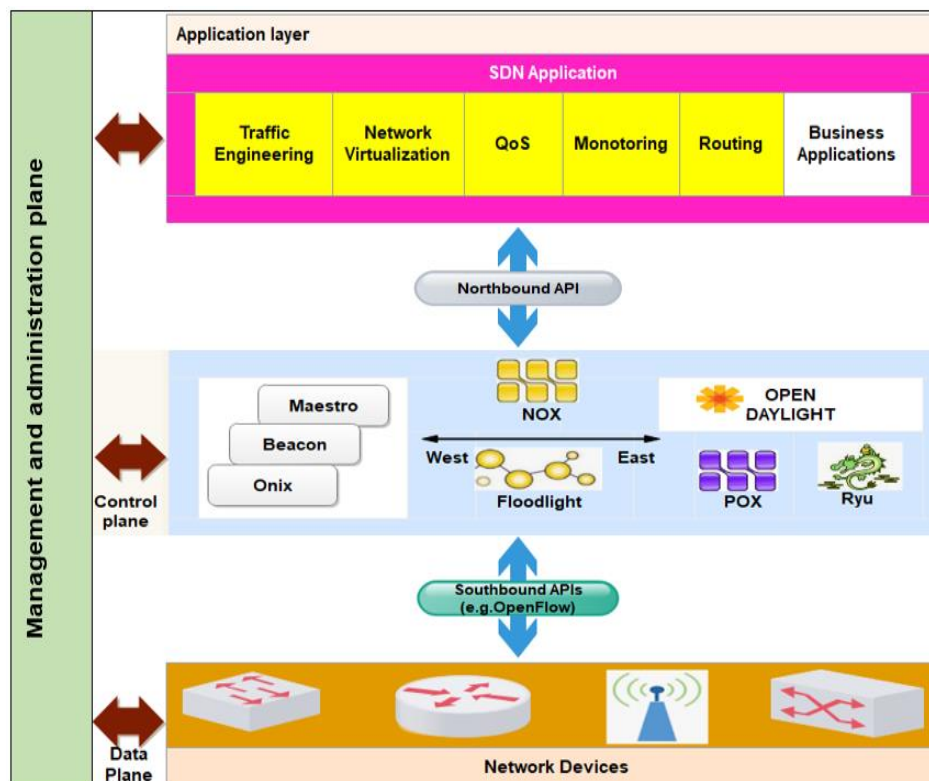 Management and administration plane
Application layer
SDN Application
Traffic
Engineering
Network
Virtualization
QoS
Monotoring
Routing
Business
Applications
Northbound API
Control
plane
Maestro
Beacon
Onix
NOX
West
East
Floodlight
OPEN
DAYLIGHT
POX
Ryu
Southbound APIs
(e.g.OpenFlow)
Data
Plane
Network Devices